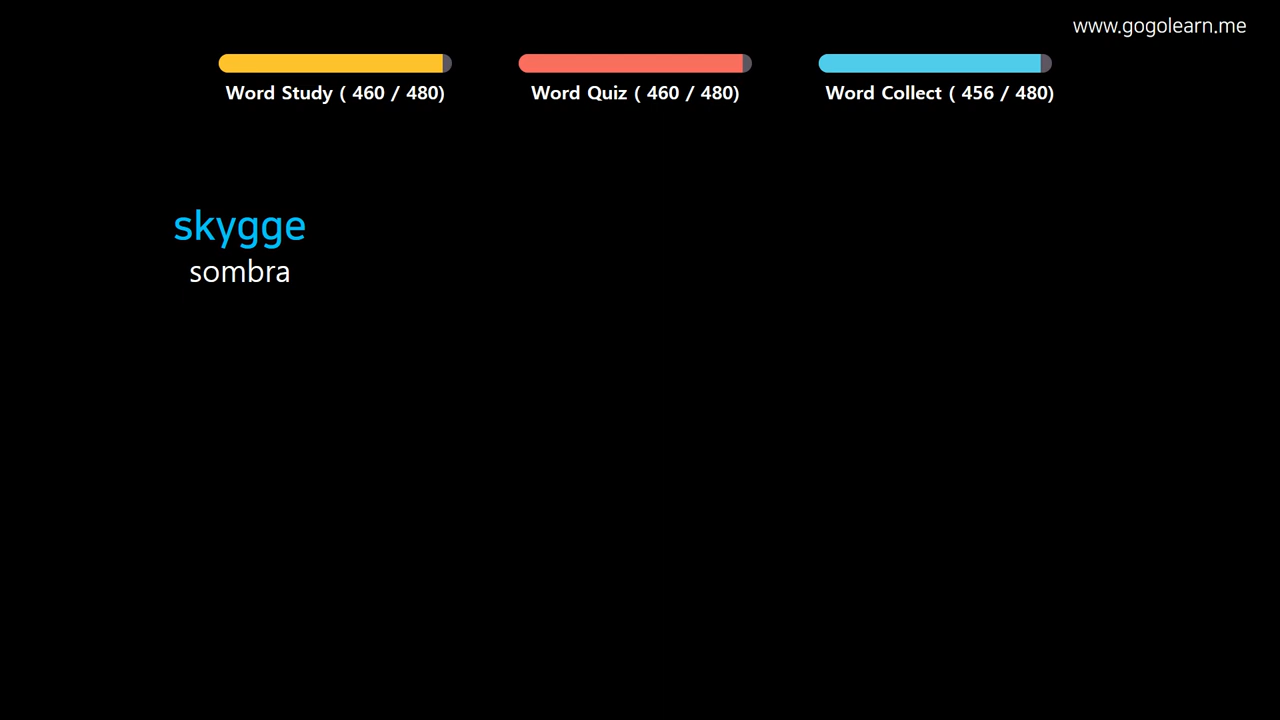 www.gogolearn.me
Word Study ( 460 / 480)
Word Quiz ( 460 / 480)
Word Collect ( 456 / 480)
skygge
sombra